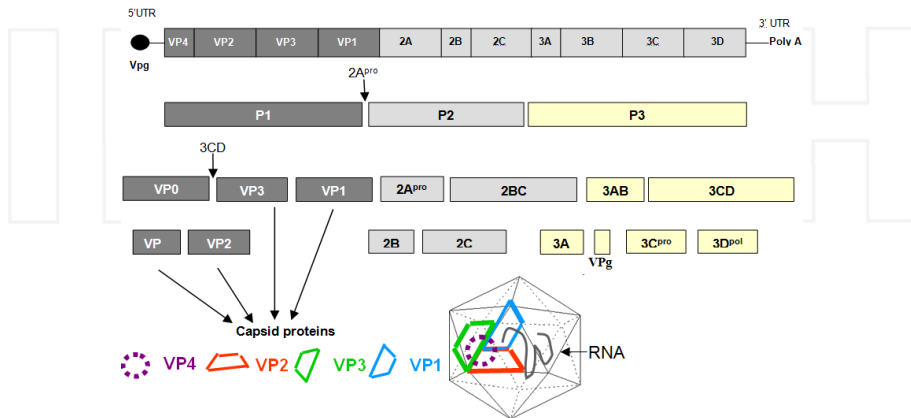 5'UTR
3' UTR
VP4 VP2 VP3 VP1 2A 2B 2C 3A 3B 3C 3D
Poly A
Vpg
2Apro
P1 P2 P3
3CD
VP0 VP3 VP1 2Apro 2BC 3AB 3CD
VP VP2 2B 2C 3A VPg 3Cpro 3Dpol
Capsid proteins
VP4 VP2 VP3 VP1
RNA